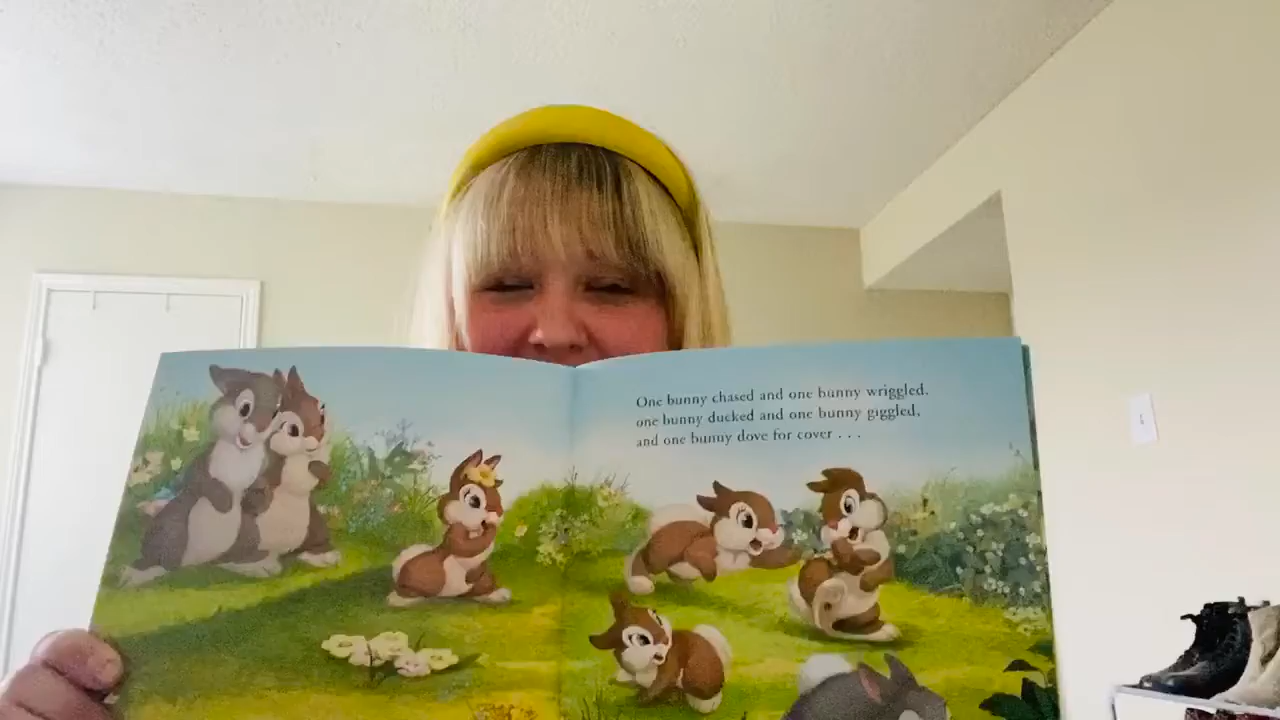 One bunny chased and one bunny wriggled,
one bunny ducked and one bunny giggled,
and one bunny dove for cover . . .